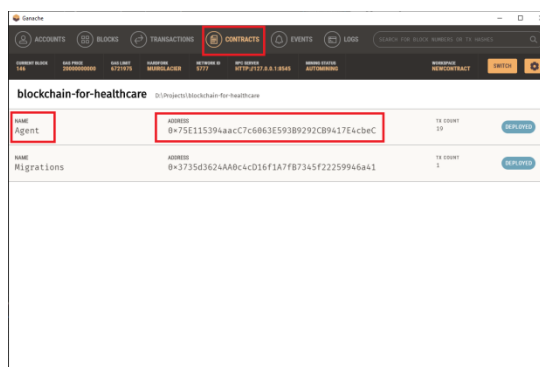 Ganache
ACCOUNTS BLOCKS TRANSACTIONS CONTRACTS EVENTS LOGS SEARCH FOR BLOCK NUMBERS OR TX HASHES
CURRENT BLOCK GAS PRICE GAS LIMIT HARDFORK NETWORK ID RPC SERVER MINING STATUS WORKSPACE
166 20000000000 6721975 MUIRGLACIER 5777 HTTP://127.0.0.1:8545 AUTOMINING NEWCONTRACT SWITCH
blockchain-for-healthcare D:\Projects\blockchain-for-healthcare
NAME ADDRESS TX COUNT
Agent 0×75E115394aacC7c6063E593B9292CB9417E4cbeC 19 DEPLOYED
NAME ADDRESS TX COUNT
Migrations 0×3735d3624AA0c4cD16f1A7fB7345f22259946a41 1 DEPLOYED